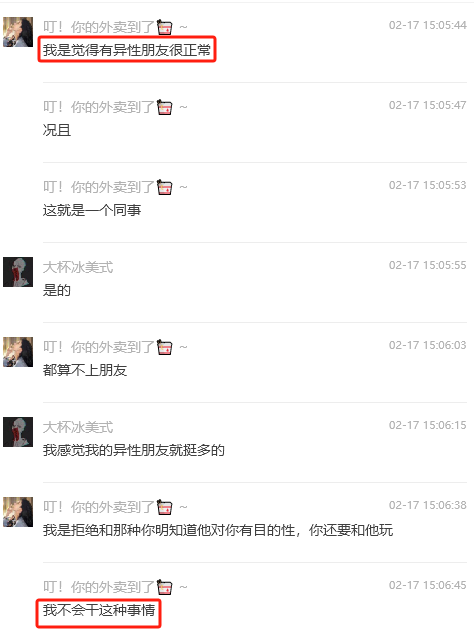 叮！你的外卖到了 ~ 02-17 15:05:44
我是觉得有异性朋友很正常
叮！你的外卖到了 ~ 02-17 15:05:47
况且
叮！你的外卖到了 ~ 02-17 15:05:53
这就是一个同事
大杯冰美式 02-17 15:05:55
是的
叮！你的外卖到了 ~ 02-17 15:06:03
都算不上朋友
大杯冰美式 02-17 15:06:15
我感觉我的异性朋友就挺多的
叮！你的外卖到了 ~ 02-17 15:06:38
我是拒绝和那种你明知道他对你有目的性，你还要和他玩
叮！你的外卖到了 ~ 02-17 15:06:45
我不会干这种事情